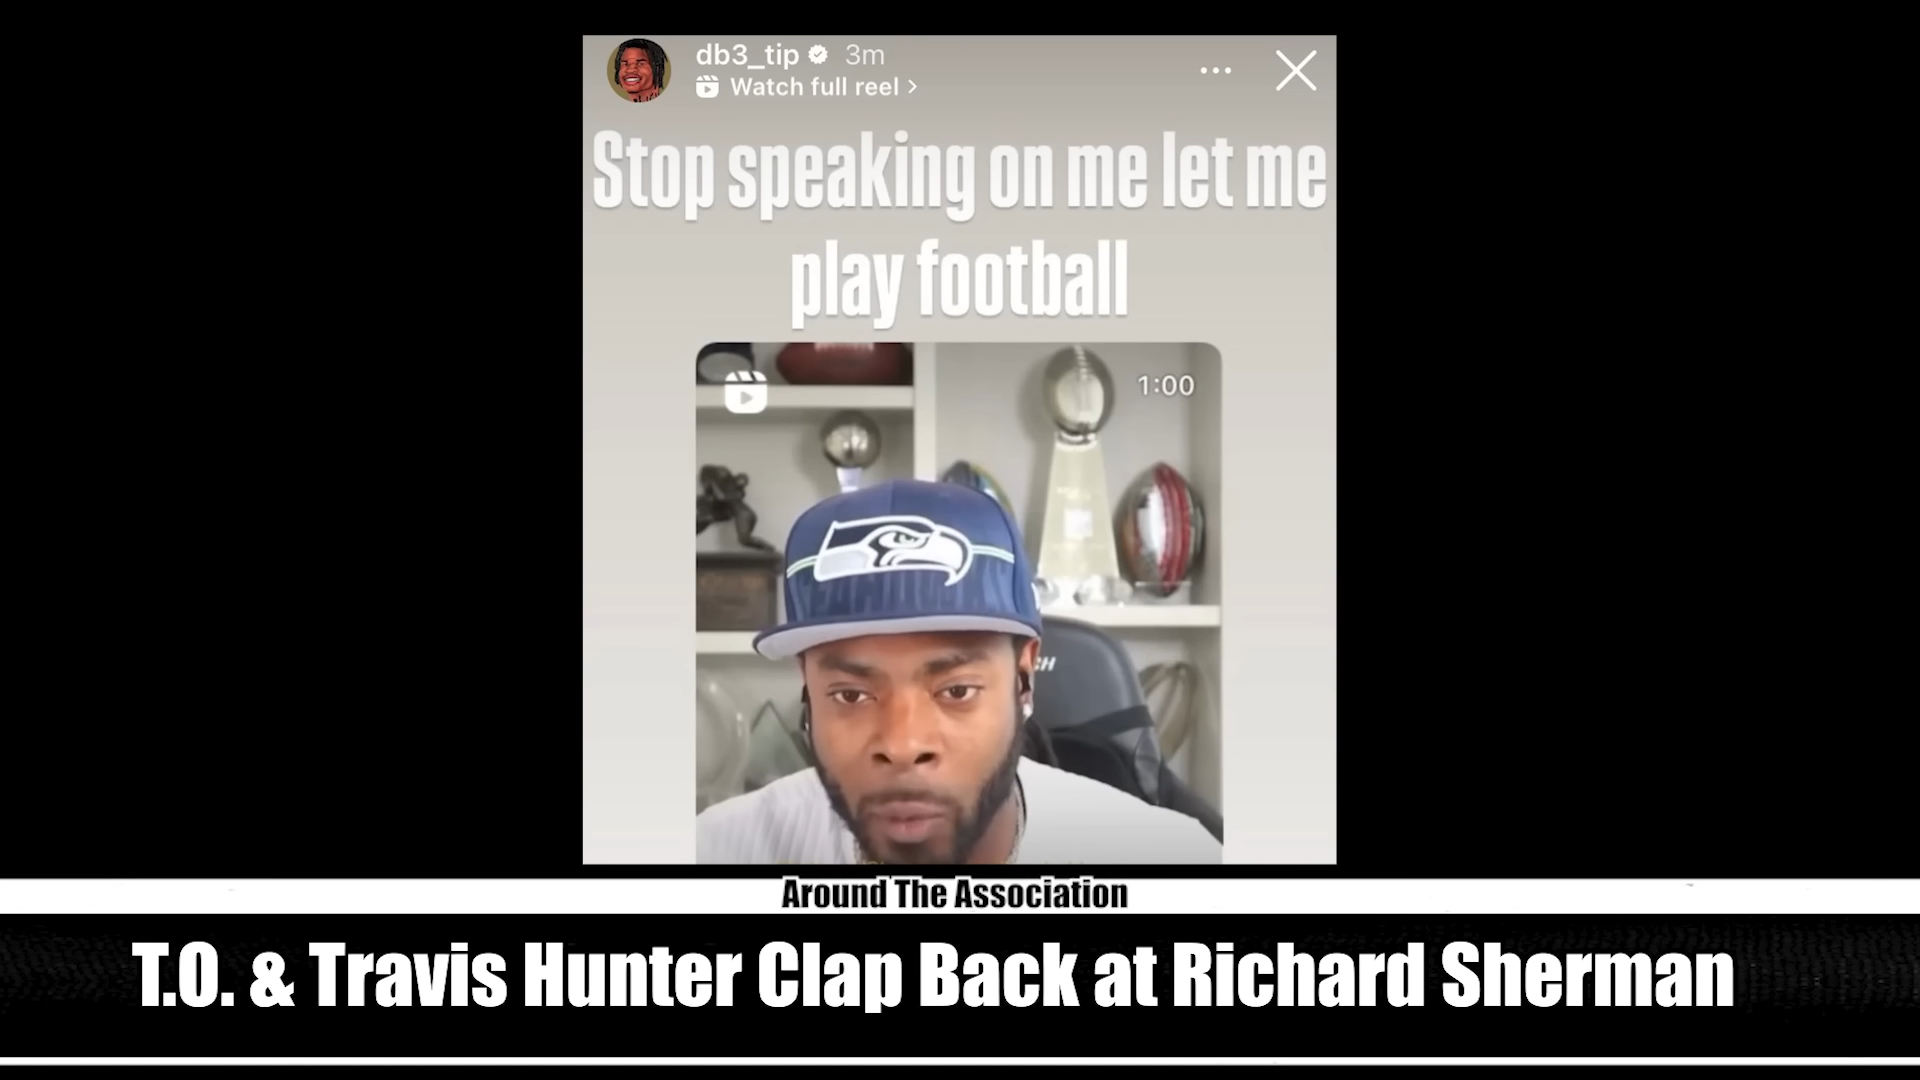 db3_tip 3m
Watch full reel >
Stop speaking on me let me
play football
1:00
CH
Around The Association
T.O. & Travis Hunter Clap Back at Richard Sherman